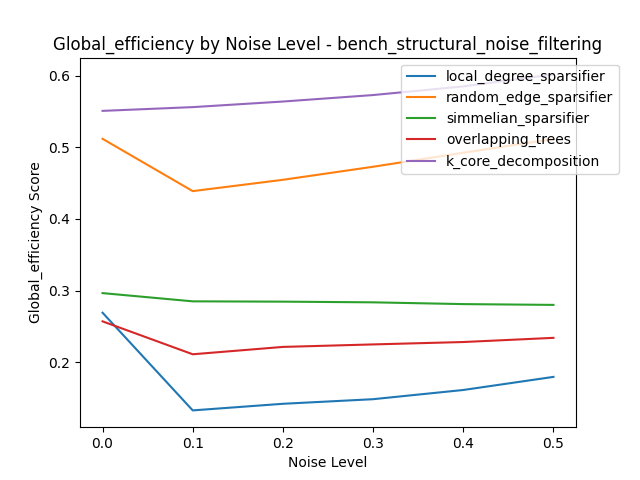 Global_efficiency by Noise Level - bench_structural_noise_filtering
Global_efficiency Score
0.6
0.5
0.4
0.3
0.2
local_degree_sparsifier
random_edge_sparsifier
simmelian_sparsifier
overlapping_trees
k_core_decomposition
0.0 0.1 0.2 0.3 0.4 0.5
Noise Level